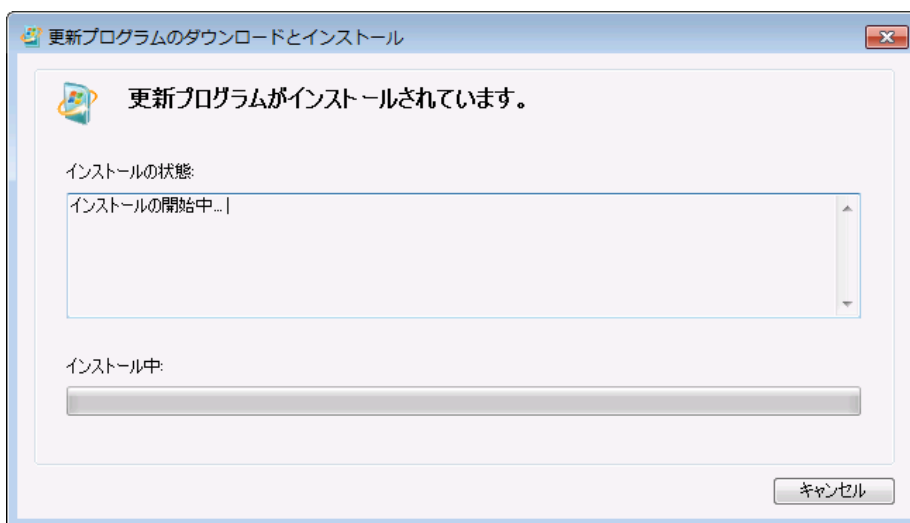 更新プログラムのダウンロードとインストール
更新プログラムがインストールされています。
インストールの状態:
インストールの開始中...
インストール中:
キャンセル